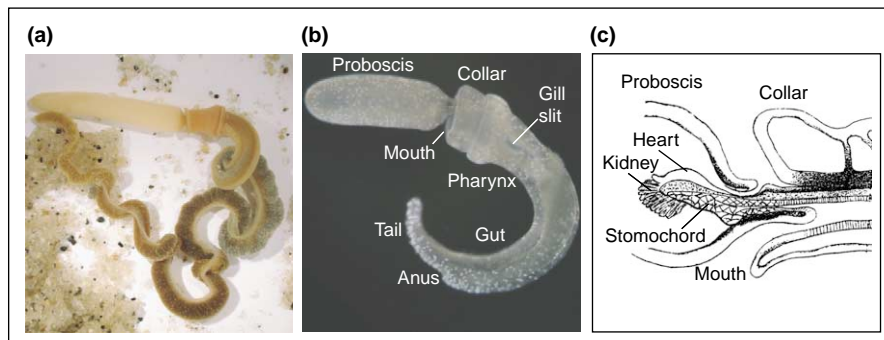 (a)
(b)
Proboscis
Collar
Gill
slit
Mouth
Pharynx
Tail
Gut
Anus
(c)
Proboscis
Collar
Heart
Kidney
Stomochord
Mouth